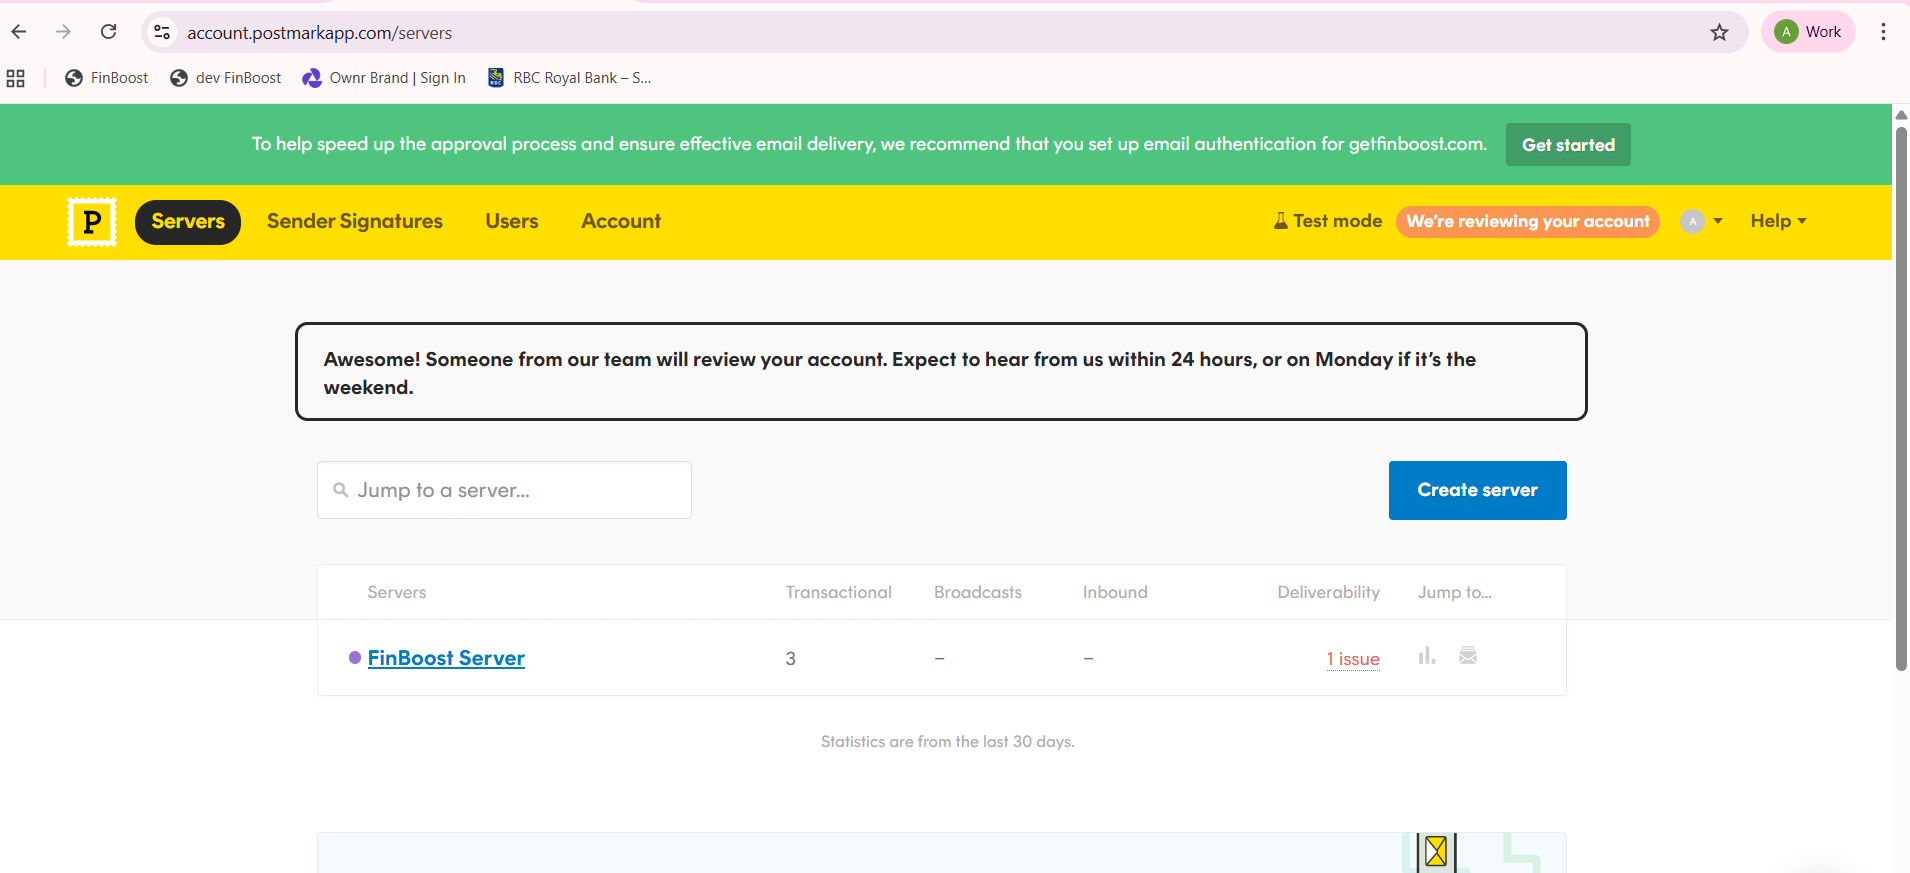 account.postmarkapp.com/servers
A Work
FinBoost
dev FinBoost
Ownr Brand | Sign In
RBC Royal Bank – S...
To help speed up the approval process and ensure effective email delivery, we recommend that you set up email authentication for getfinboost.com.
Get started
P
Servers
Sender Signatures
Users
Account
Test mode
We're reviewing your account
A
Help
Awesome! Someone from our team will review your account. Expect to hear from us within 24 hours, or on Monday if it's the
weekend.
Jump to a server...
Create server
Servers Transactional Broadcasts Inbound Deliverability Jump to...
FinBoost Server 3 – – 1 issue
Statistics are from the last 30 days.